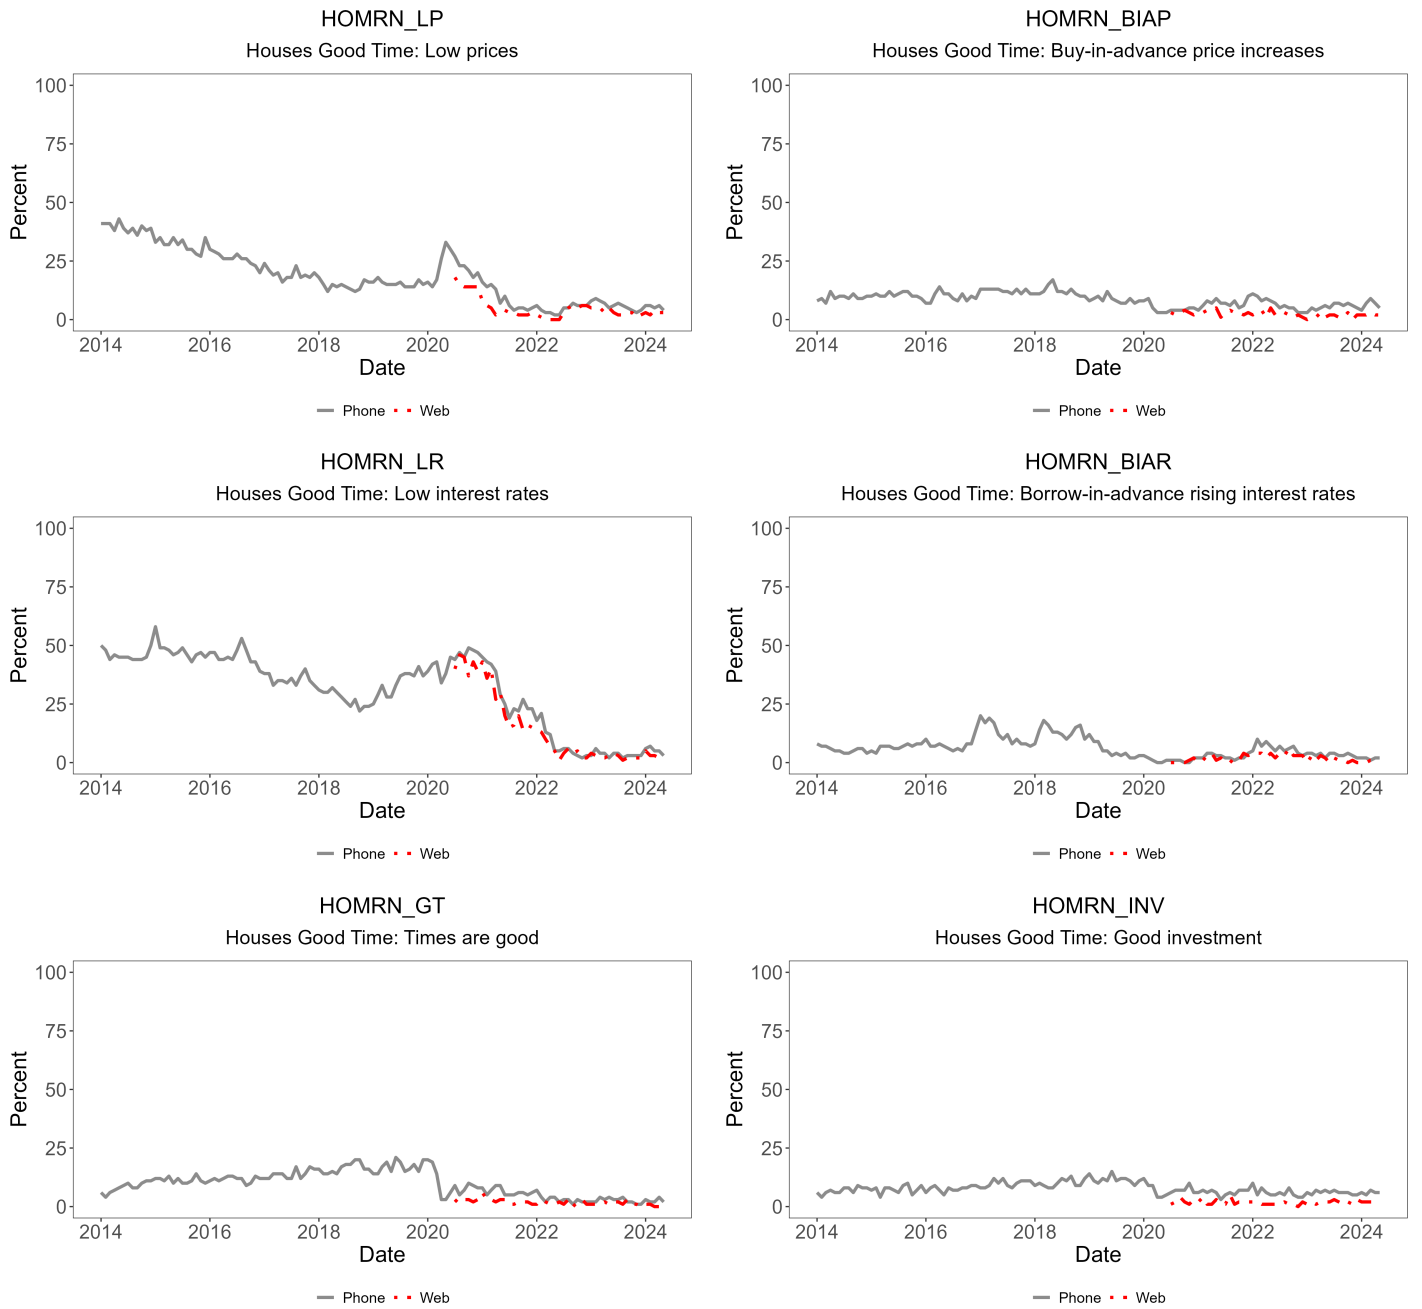 HOMRN_LP
Houses Good Time: Low prices
Percent
100
75
50
25
0
2014 2016 2018 2020 2022 2024
Date
Phone Web
HOMRN_BIAP
Houses Good Time: Buy-in-advance price increases
Percent
100
75
50
25
0
2014 2016 2018 2020 2022 2024
Date
Phone Web
HOMRN_LR
Houses Good Time: Low interest rates
Percent
100
75
50
25
0
2014 2016 2018 2020 2022 2024
Date
Phone Web
HOMRN_BIAR
Houses Good Time: Borrow-in-advance rising interest rates
Percent
100
75
50
25
0
2014 2016 2018 2020 2022 2024
Date
Phone Web
HOMRN_GT
Houses Good Time: Times are good
Percent
100
75
50
25
0
2014 2016 2018 2020 2022 2024
Date
Phone Web
HOMRN_INV
Houses Good Time: Good investment
Percent
100
75
50
25
0
2014 2016 2018 2020 2022 2024
Date
Phone Web